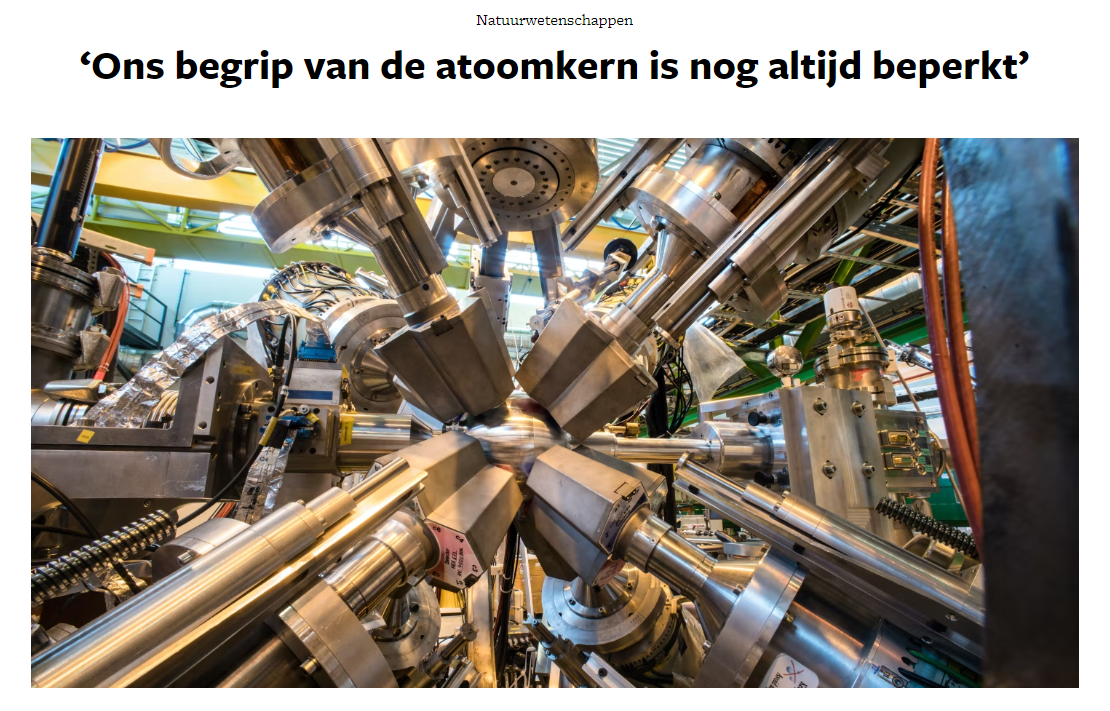 Natuurwetenschappen
‘Ons begrip van de atoomkern is nog altijd beperkt’